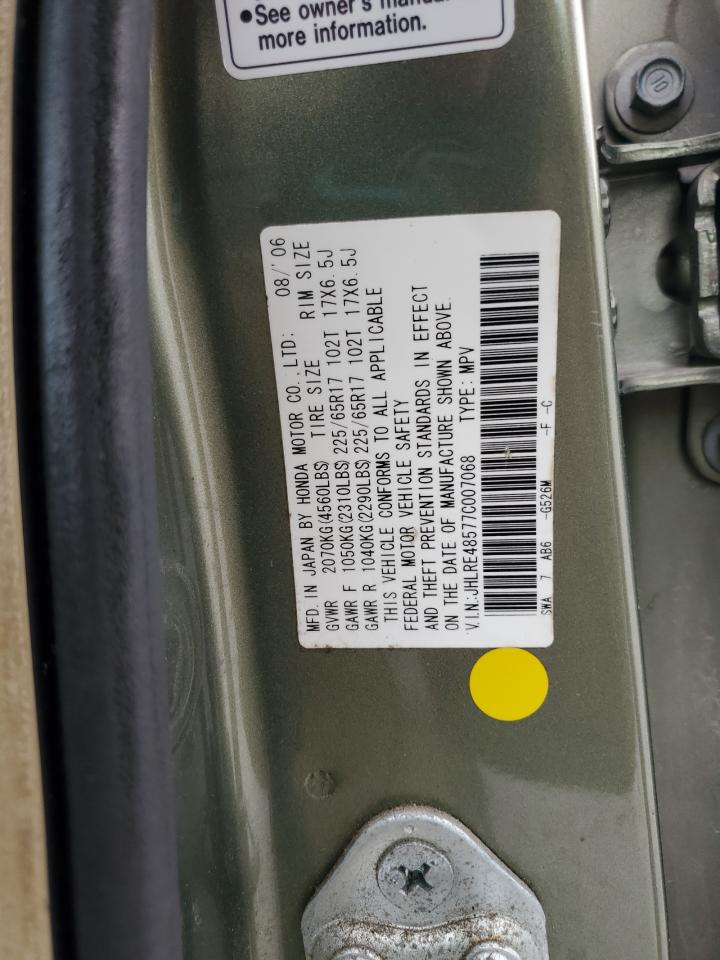 ●See owner's manual
more information.
MFD. IN JAPAN BY HONDA MOTOR CO.,LTD: 08/'06
GVWR 2070KG(4560LBS) TIRE SIZE RIM SIZE
GAWR F 1050KG(2310LBS) 225/65R17 102T 17X6.5J
GAWR R 1040KG(2290LBS) 225/65R17 102T 17X6.5J
THIS VEHICLE CONFORMS TO ALL APPLICABLE
FEDERAL MOTOR VEHICLE SAFETY
AND THEFT PREVENTION STANDARDS IN EFFECT
ON THE DATE OF MANUFACTURE SHOWN ABOVE.
V.I.N.:JHLRE48577C007068 TYPE: MPV
SWA 7 AB6 -G526M -F -C
10